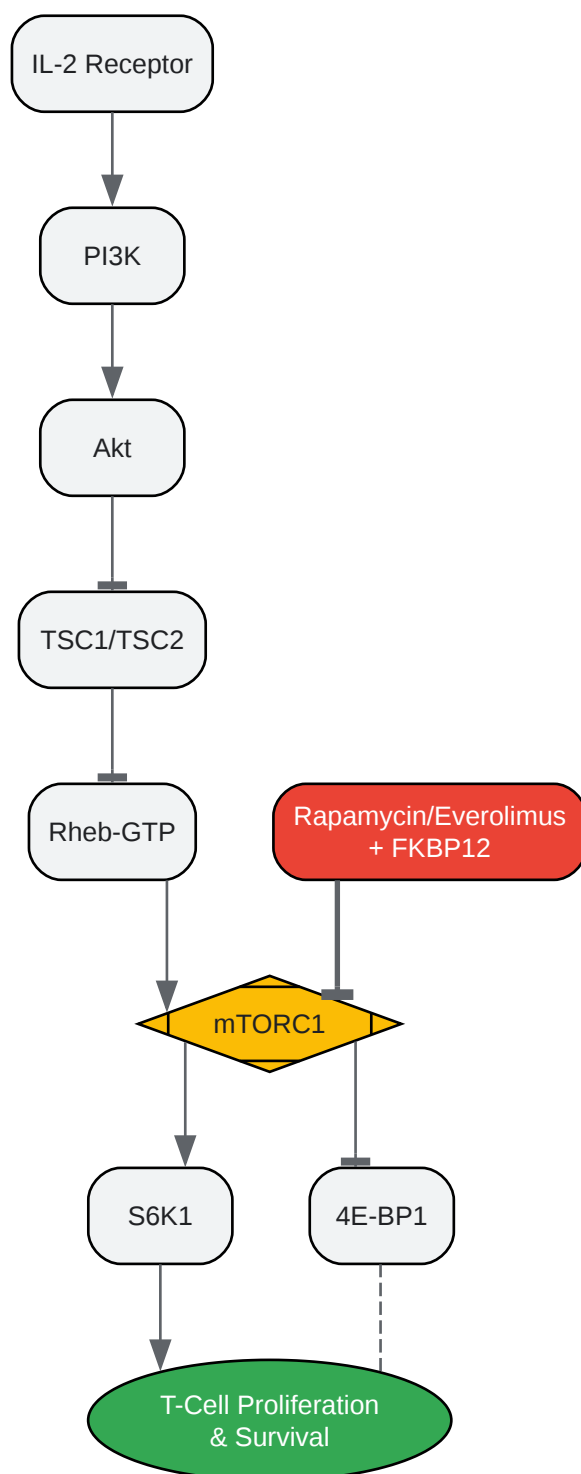 IL-2 Receptor
PI3K
Akt
TSC1/TSC2
Rheb-GTP
Rapamycin/Everolimus
+ FKBP12
mTORC1
S6K1
4E-BP1
T-Cell Proliferation
& Survival